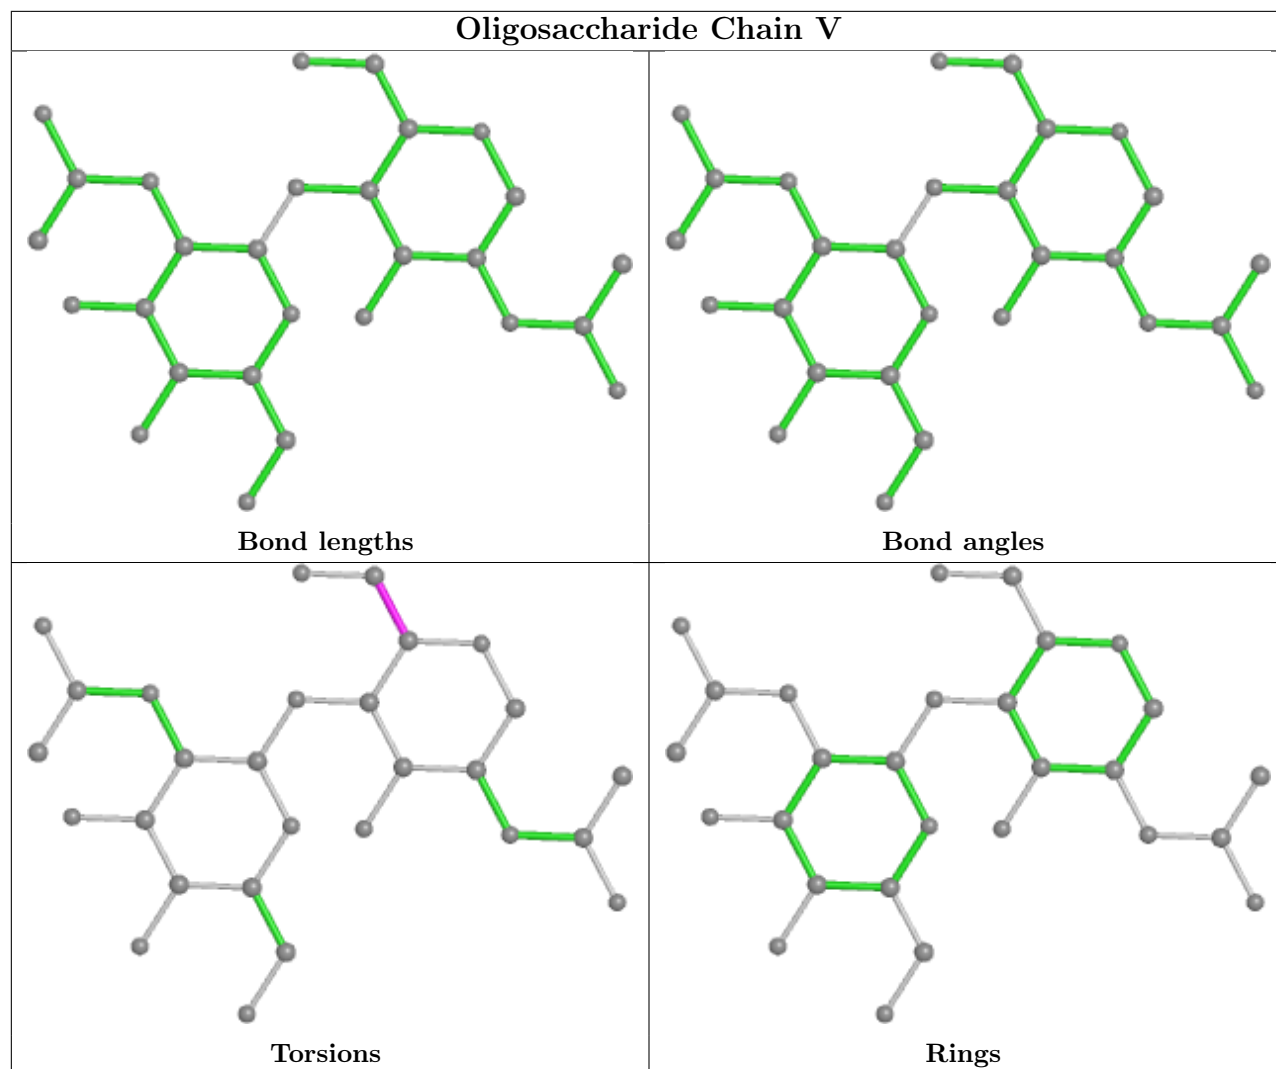 Oligosaccharide Chain V
Bond lengths
Bond angles
Torsions
Rings